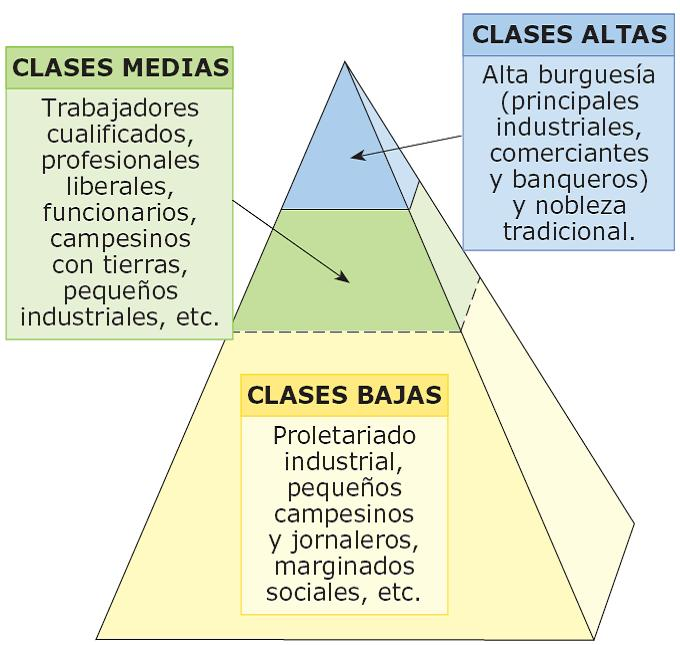 CLASES MEDIAS
Trabajadores
cualificados,
profesionales
liberales,
funcionarios,
campesinos
con tierras,
pequeños
industriales, etc.
CLASES ALTAS
Alta burguesía
(principales
industriales,
comerciantes
y banqueros)
y nobleza
tradicional.
CLASES BAJAS
Proletariado
industrial,
pequeños
campesinos
y jornaleros,
marginados
sociales, etc.